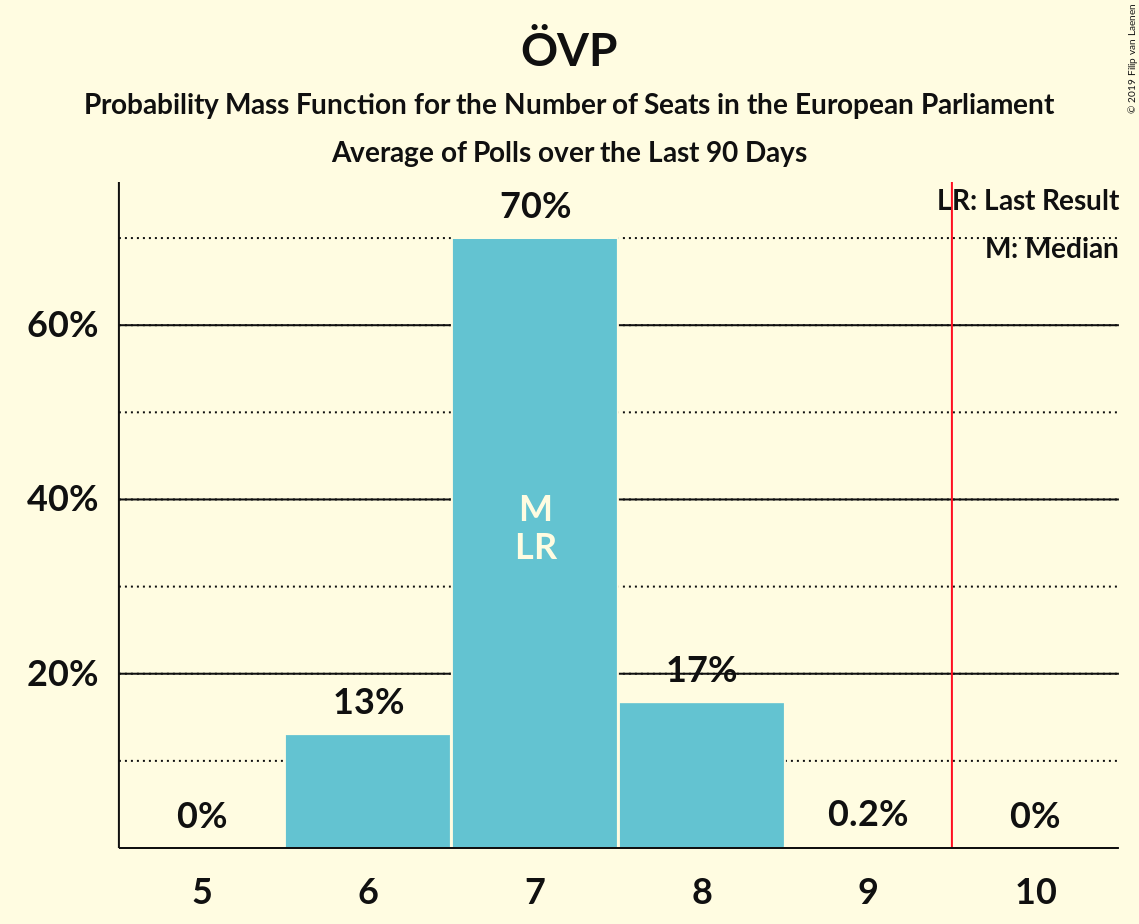 ÖVP
Probability Mass Function for the Number of Seats in the European Parliament
Average of Polls over the Last 90 Days
© 2019 Filip van Laenen
LR: Last Result
M: Median
70%
60%
40%
20%
M
LR
17%
13%
0%
0.2%
0%
5 6 7 8 9 10